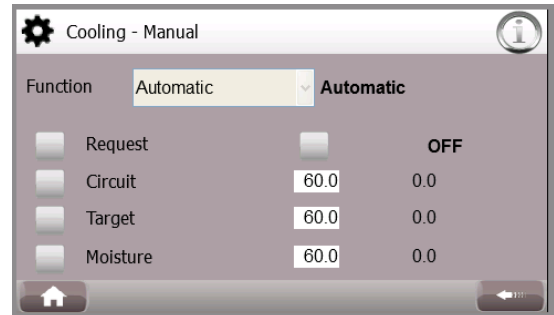 Cooling - Manual
Function Automatic Automatic
Request OFF
Circuit 60.0 0.0
Target 60.0 0.0
Moisture 60.0 0.0